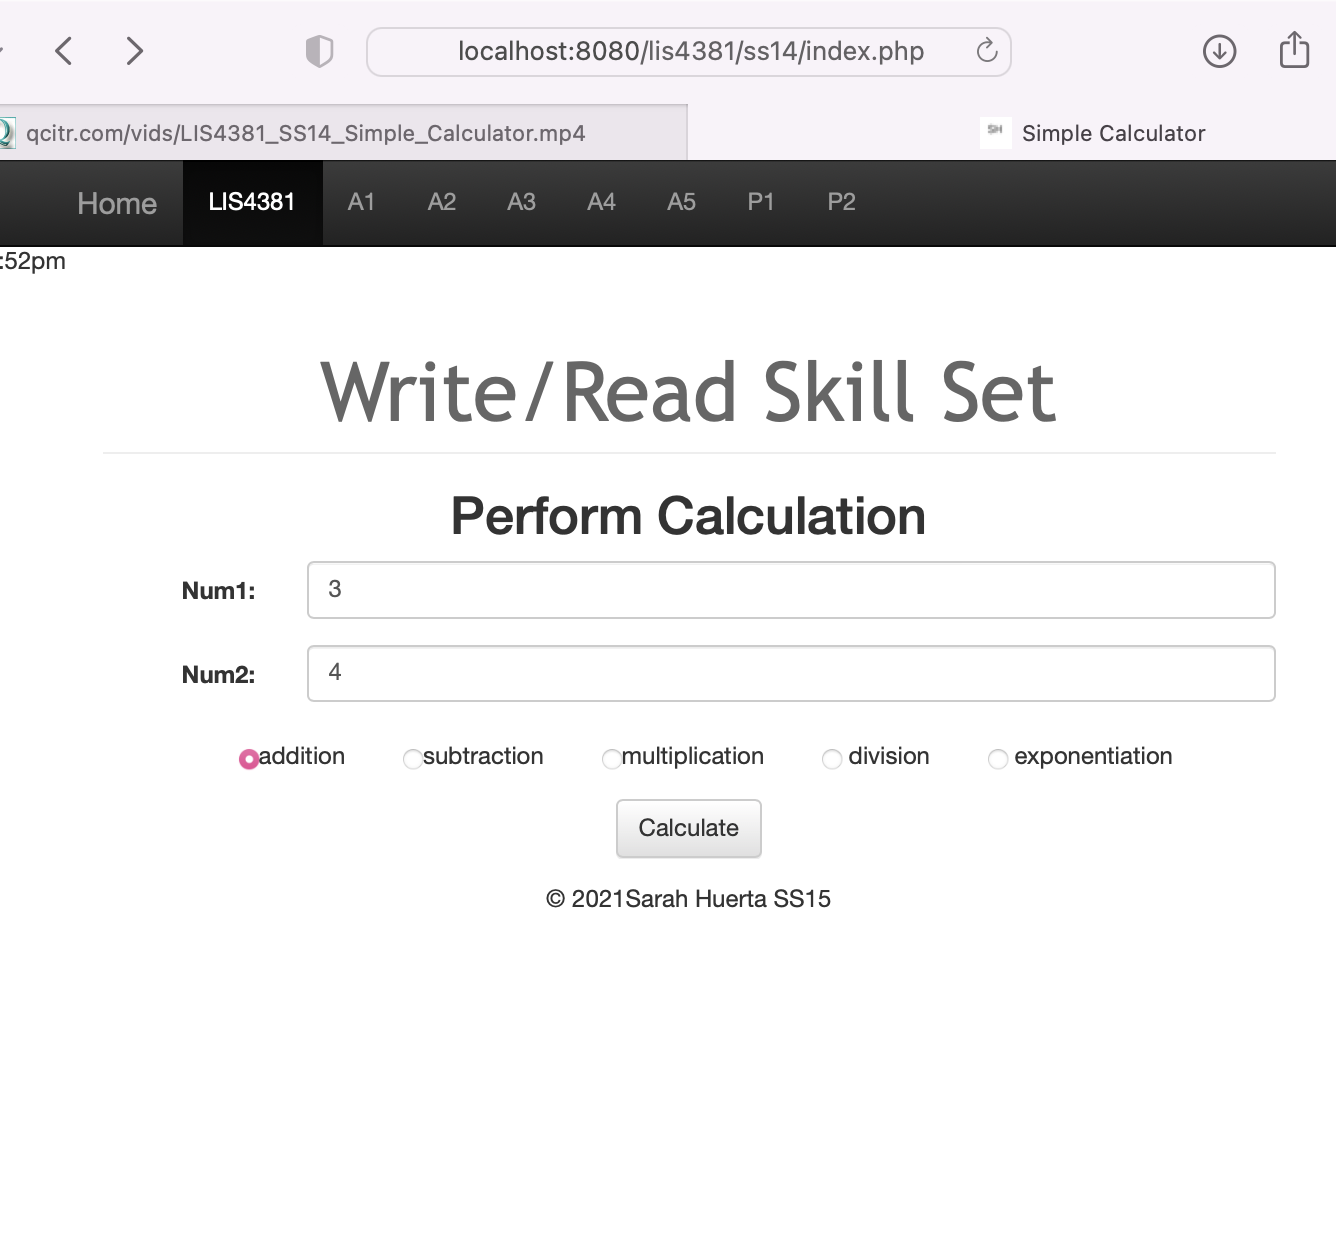 localhost:8080/lis4381/ss14/index.php
qcitr.com/vids/LIS4381_SS14_Simple_Calculator.mp4 Simple Calculator
Home LIS4381 A1 A2 A3 A4 A5 P1 P2
:52pm
Write/Read Skill Set
Perform Calculation
Num1: 3
Num2: 4
addition subtraction multiplication division exponentiation
Calculate
© 2021Sarah Huerta SS15